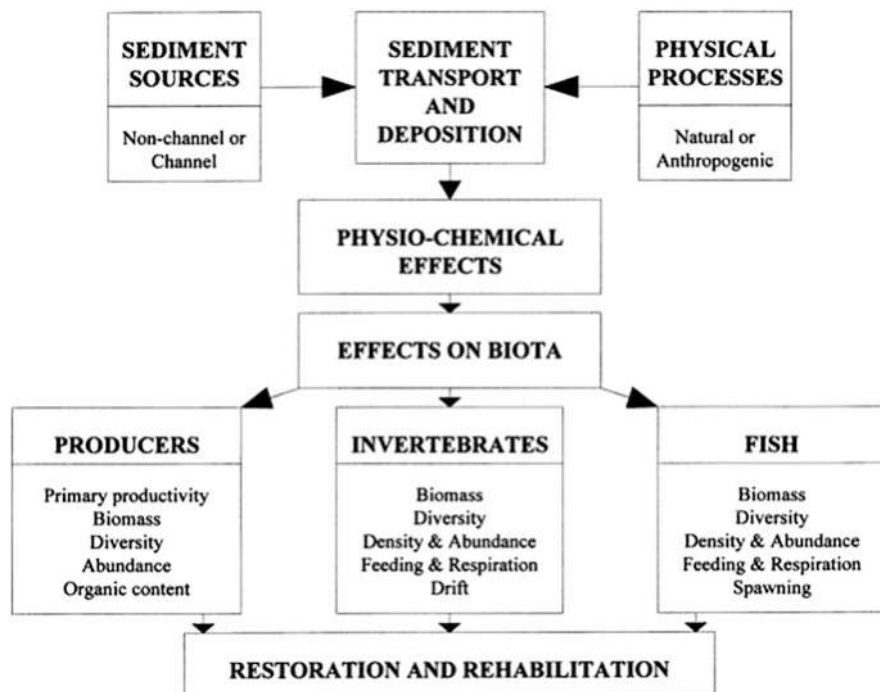 SEDIMENT
SOURCES
Non-channel or
Channel
SEDIMENT
TRANSPORT
AND
DEPOSITION
PHYSICAL
PROCESSES
Natural or
Anthropogenic
PHYSIO-CHEMICAL
EFFECTS
EFFECTS ON BIOTA
PRODUCERS
Primary productivity
Biomass
Diversity
Abundance
Organic content
INVERTEBRATES
Biomass
Diversity
Density & Abundance
Feeding & Respiration
Drift
FISH
Biomass
Diversity
Density & Abundance
Feeding & Respiration
Spawning
RESTORATION AND REHABILITATION